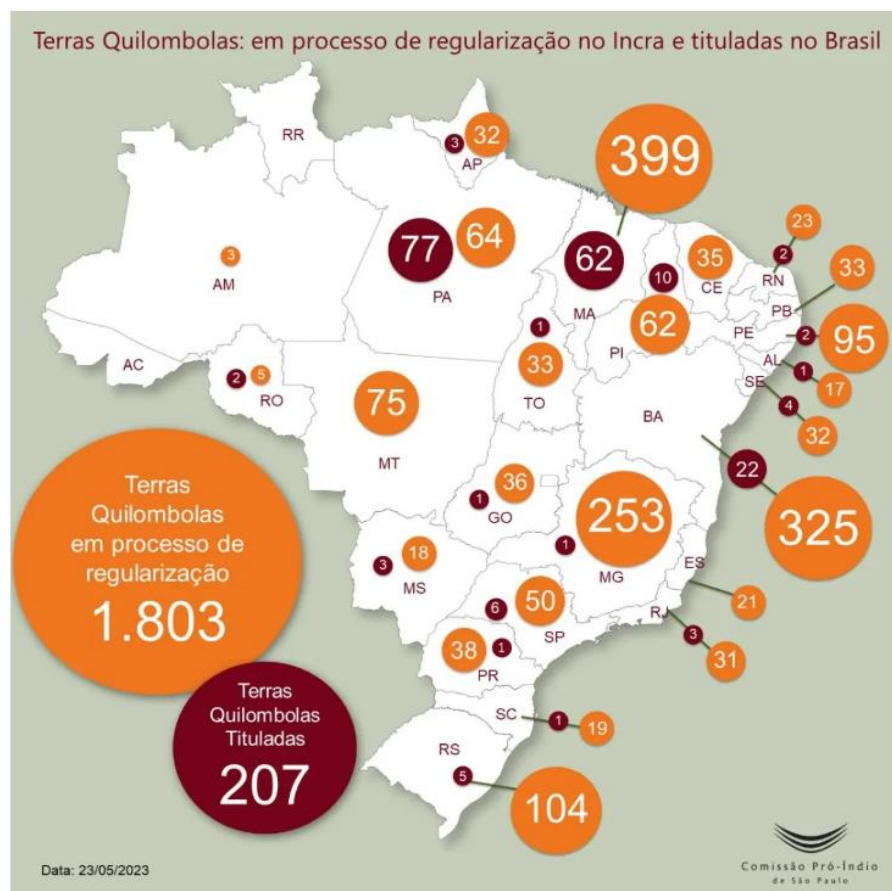 Terras Quilombolas: em processo de regularização no Incra e tituladas no Brasil
RR
3
32
AP
399
77
64
PA
62
MA
10
35
CE
23
2
RN
33
PB
3
AM
62
PI
PE
2
95
AL
1
17
SE
4
32
1
33
TO
AC
2
5
RO
75
MT
BA
22
325
36
1
GO
253
1
MG
ES
21
18
3
MS
50
6
SP
RJ
3
31
38
1
PR
SC
1
19
RS
5
104
Terras
Quilombolas
em processo de
regularização
1.803
Terras
Quilombolas
Tituladas
207
Data: 23/05/2023
Comissão Pró-Índio
de São Paulo